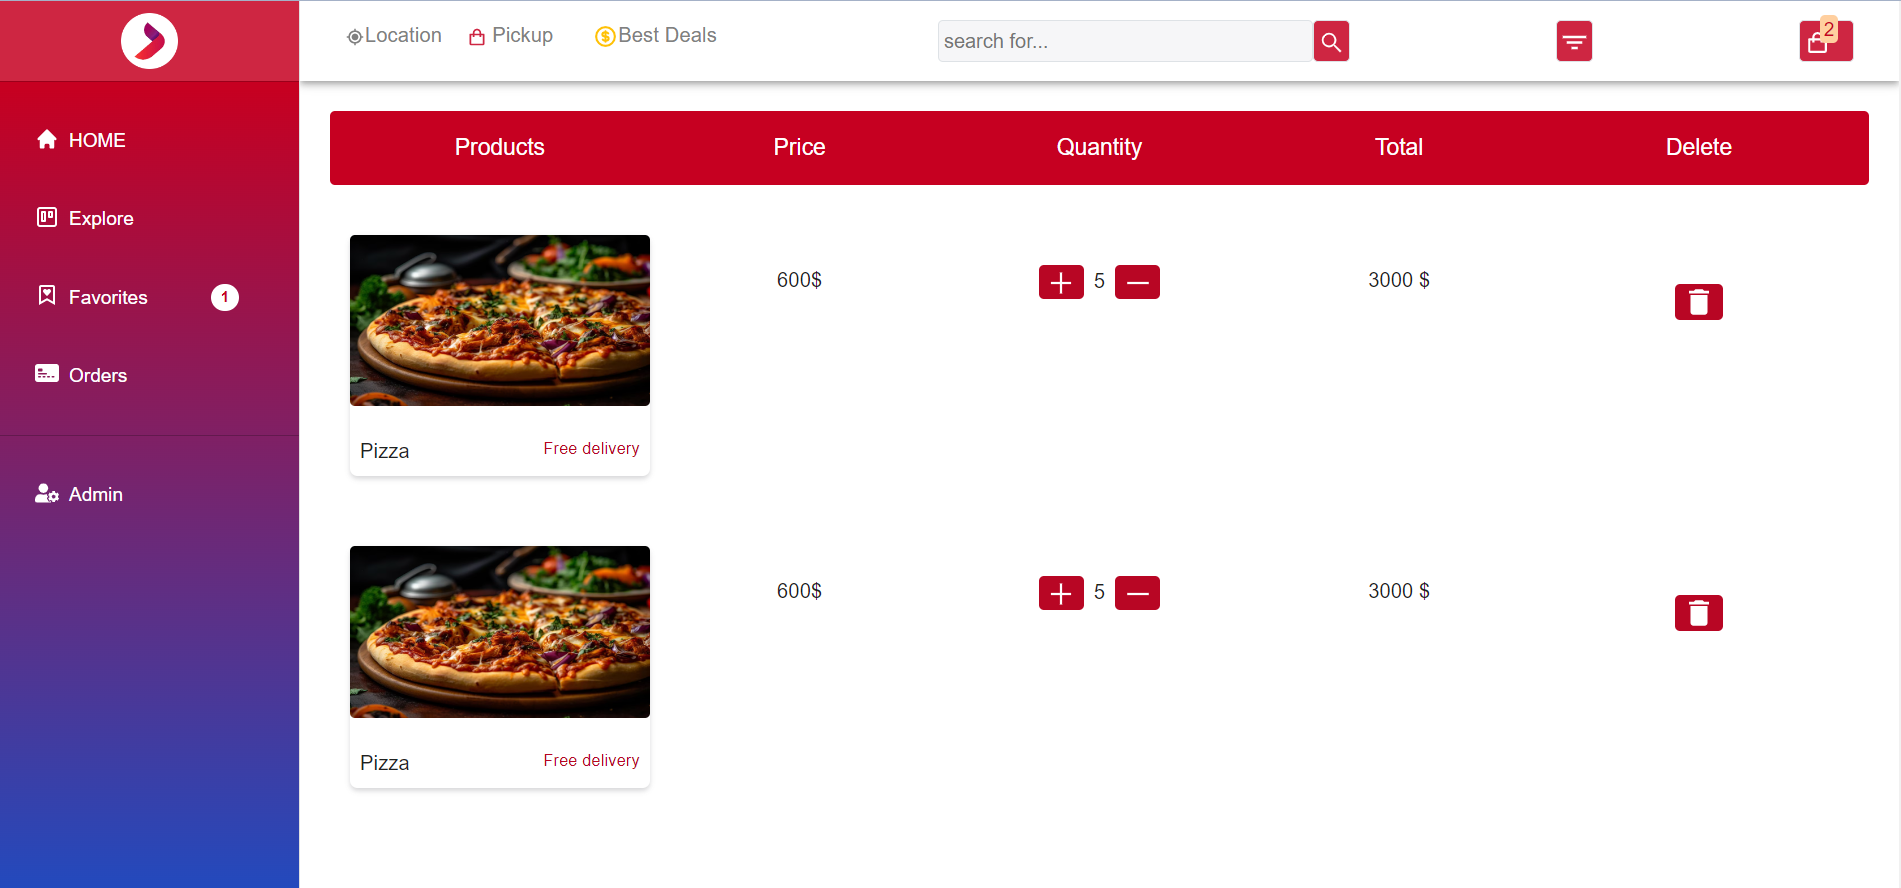 Location Pickup Best Deals search for... 2
HOME
Explore
Favorites 1
Orders
Admin
Products Price Quantity Total Delete
600$ 5 3000 $
Pizza Free delivery
600$ 5 3000 $
Pizza Free delivery